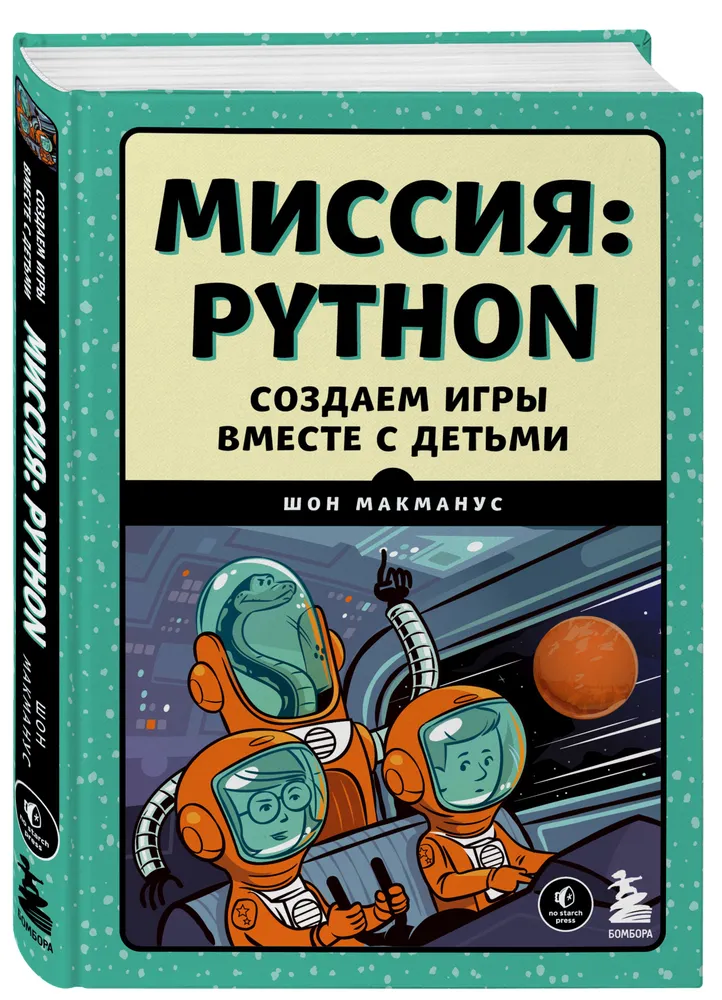 МИССИЯ:
PYTHON
СОЗДАЕМ ИГРЫ
ВМЕСТЕ С ДЕТЬМИ
ШОН МАКМАНУС
no starch
press
БОМБОРА
СОЗДАЕМ ИГРЫ
ВМЕСТЕ С ДЕТЬМИ
МИССИЯ: PYTHON
ШОН
МАКМАНУС
no starch
press
БОМБОРА